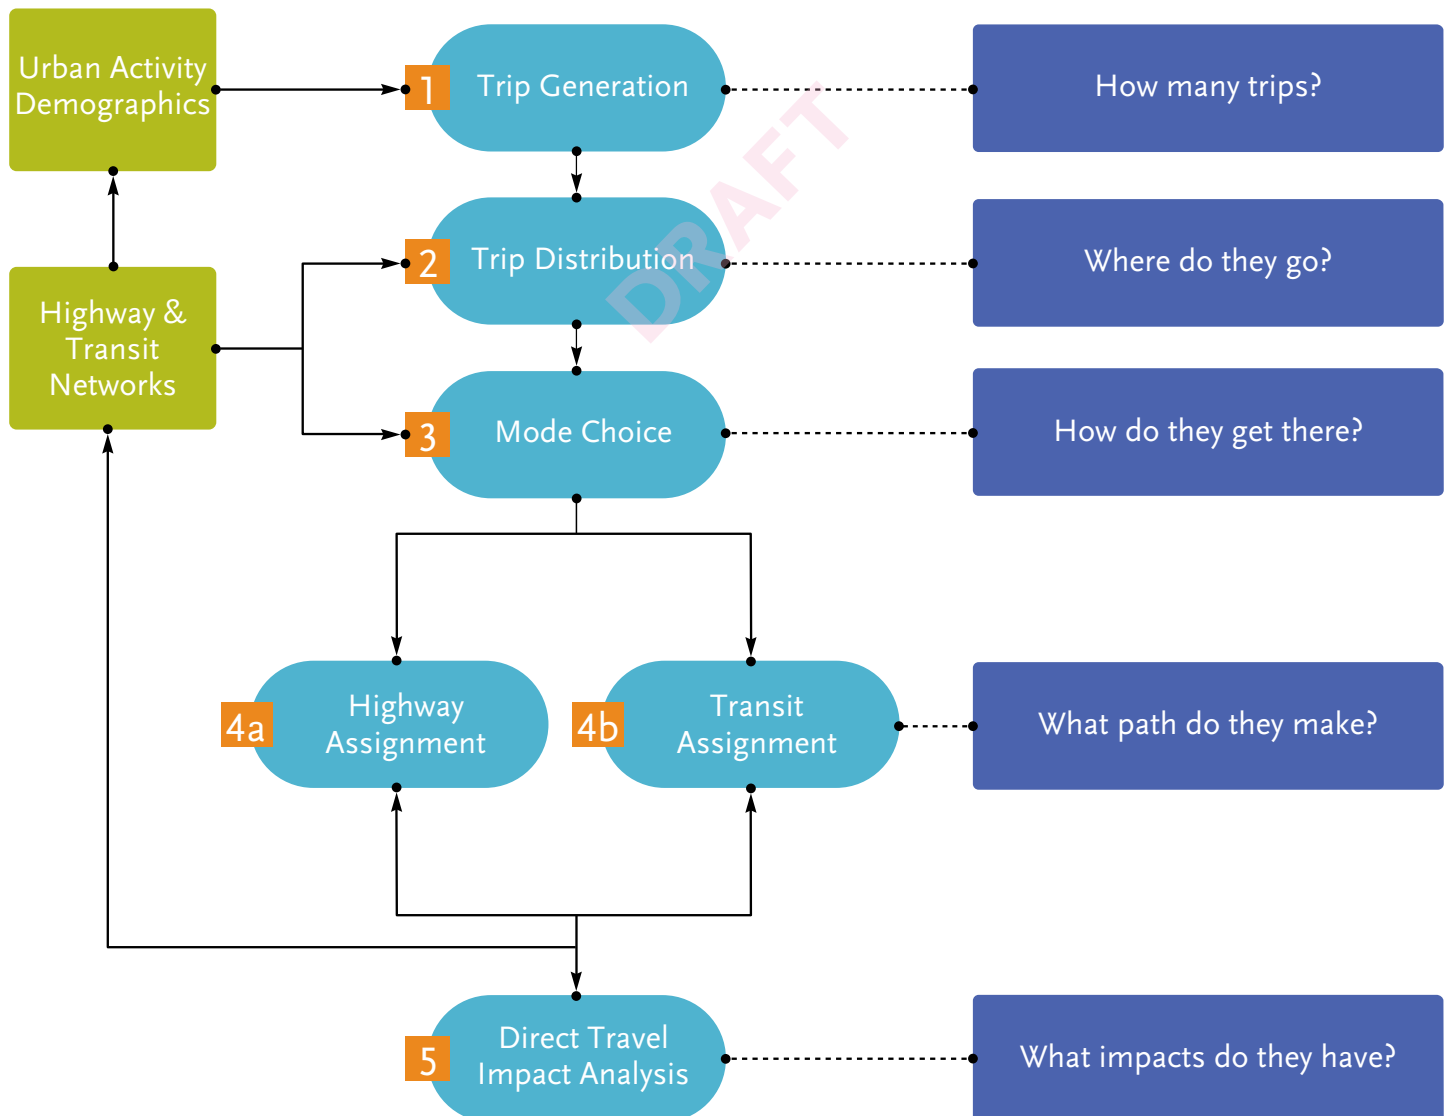 Urban Activity
Demographics
1
Trip Generation
How many trips?
2
Trip Distribution
Where do they go?
Highway &
Transit
Networks
3
Mode Choice
How do they get there?
DRAFT
4a
Highway
Assignment
4b
Transit
Assignment
What path do they make?
5
Direct Travel
Impact Analysis
What impacts do they have?